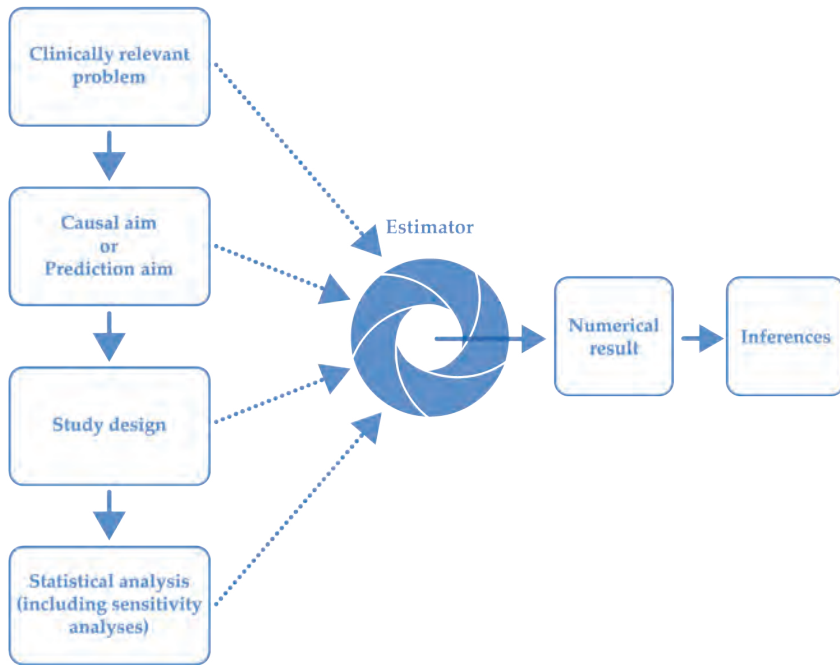 Clinically relevant
problem
Causal aim
or
Prediction aim
Study design
Statistical analysis
(including sensitivity
analyses)
Estimator
Numerical
result
Inferences